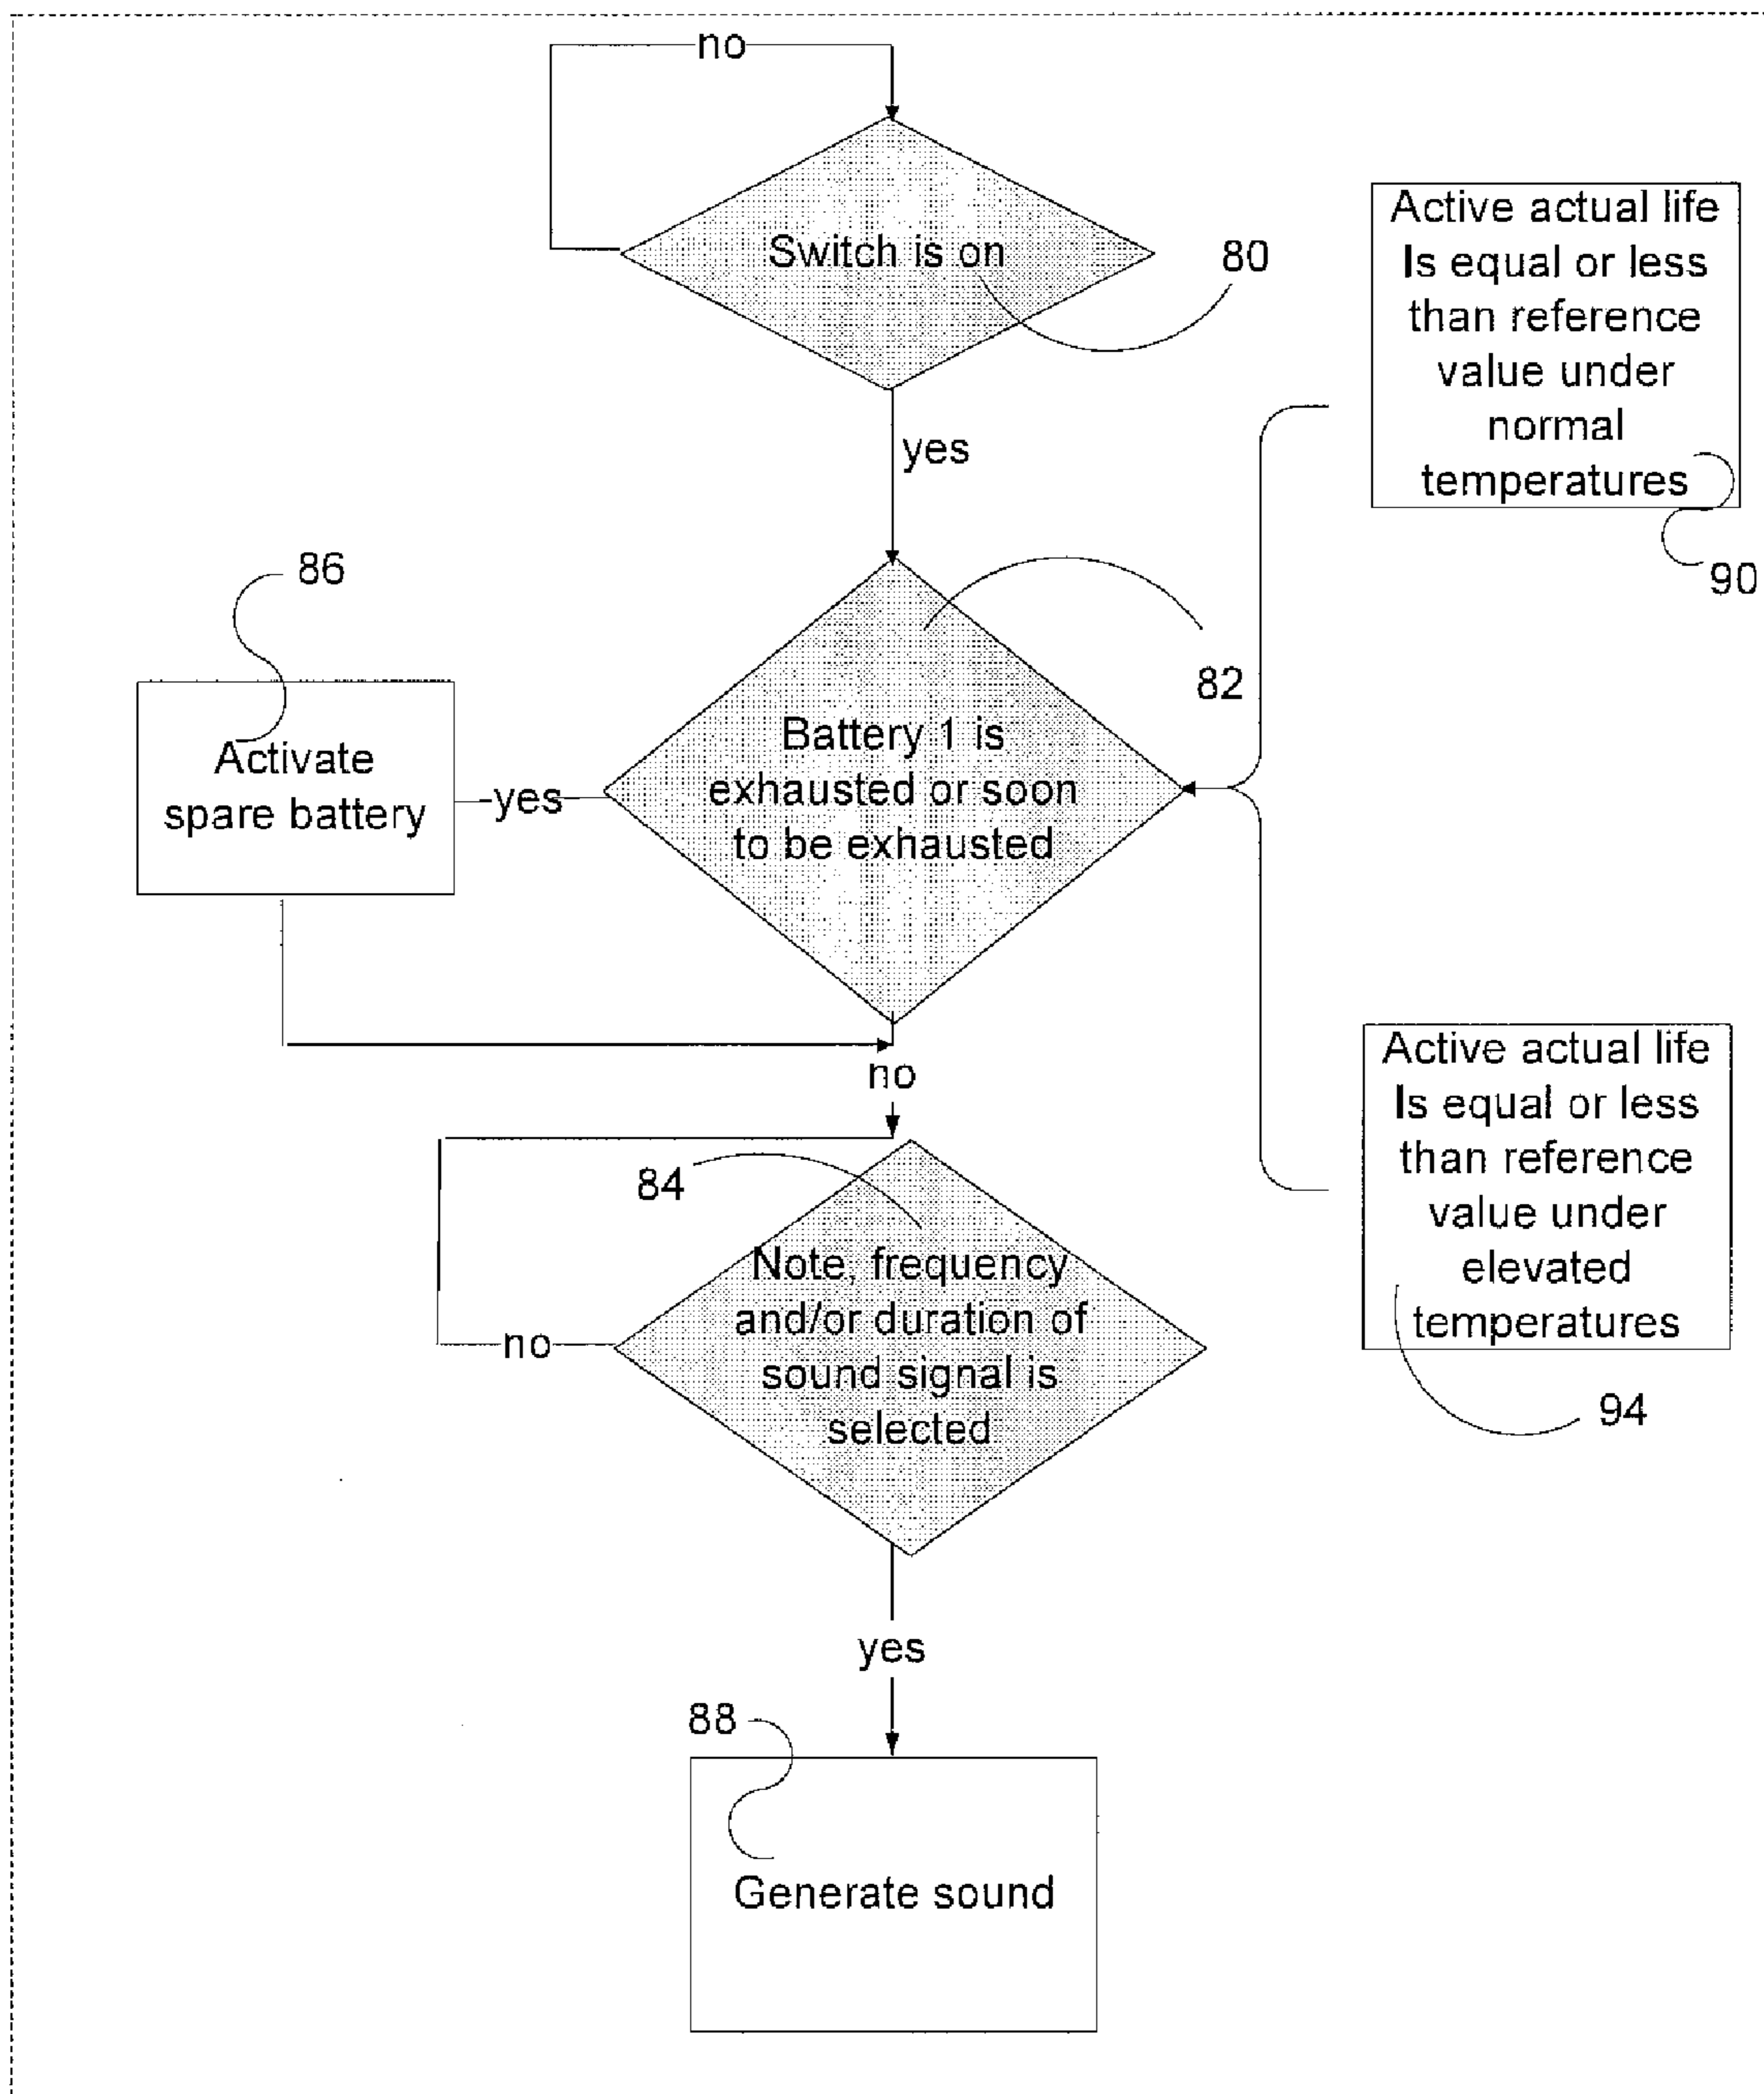 no
Switch is on
80
Active actual life
Is equal or less
than reference
value under
normal
temperatures
90
yes
86
82
Activate
spare battery
yes
Battery 1 is
exhausted or soon
to be exhausted
no
Active actual life
Is equal or less
than reference
value under
elevated
temperatures
94
84
Note, frequency
and/or duration of
sound signal is
selected
no
yes
88
Generate sound